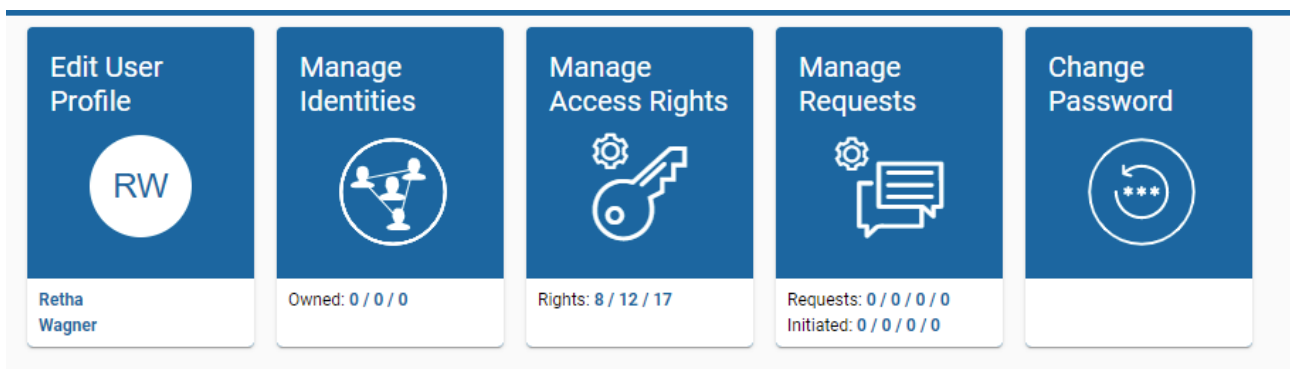 Edit User
Profile
RW
Retha
Wagner
Manage
Identities
Owned: 0 / 0 / 0
Manage
Access Rights
Rights: 8 / 12 / 17
Manage
Requests
Requests: 0 / 0 / 0 / 0
Initiated: 0 / 0 / 0 / 0
Change
Password
***